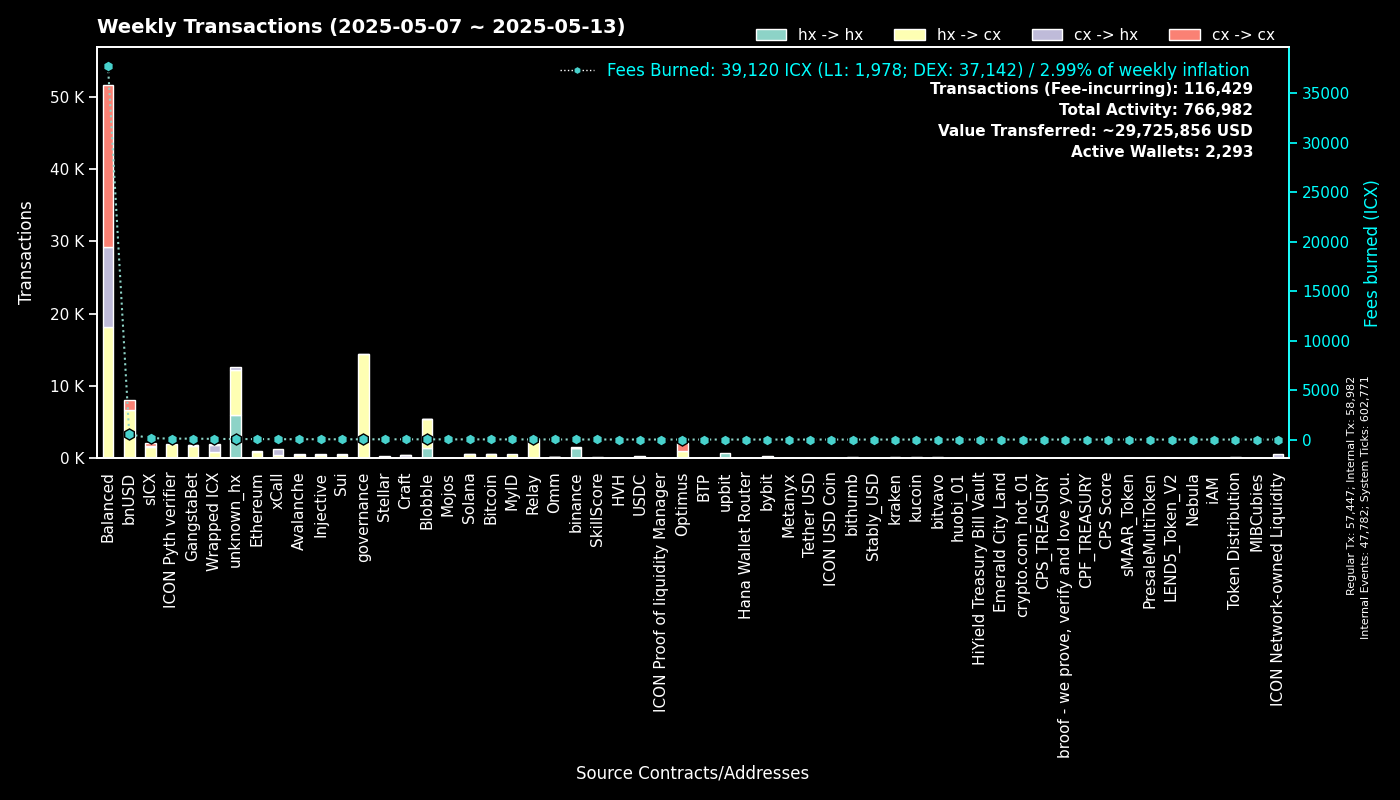 Weekly Transactions (2025-05-07 ~ 2025-05-13)
hx -> hx
hx -> cx
cx -> hx
cx -> cx
Fees Burned: 39,120 ICX (L1: 1,978; DEX: 37,142) / 2.99% of weekly inflation
Transactions (Fee-incurring): 116,429
Total Activity: 766,982
Value Transferred: ~29,725,856 USD
Active Wallets: 2,293
Transactions
50 K
40 K
30 K
20 K
10 K
0 K
35000
30000
25000
20000
15000
10000
5000
0
Fees burned (ICX)
Regular Tx: 57,447; Internal Tx: 58,982
Internal Events: 47,782; System Ticks: 602,771
Balanced
bnUSD
sICX
ICON Pyth verifier
GangstaBet
Wrapped ICX
unknown_hx
Ethereum
xCall
Avalanche
Injective
Sui
governance
Stellar
Craft
Blobble
Mojos
Solana
Bitcoin
MyID
Relay
Omm
binance
SkillScore
HVH
USDC
ICON Proof of liquidity Manager
Optimus
BTP
upbit
Hana Wallet Router
bybit
Metanyx
Tether USD
ICON USD Coin
bithumb
Stably_USD
kraken
kucoin
bitvavo
huobi_01
HiYield Treasury Bill Vault
Emerald City Land
crypto.com_hot_01
CPS_TREASURY
broof - we prove, verify and love you.
CPF_TREASURY
CPS Score
sMAAR_Token
PresaleMultiToken
LEND5_Token_V2
Nebula
iAM
Token Distribution
MIBCubies
ICON Network-owned Liquidity
Source Contracts/Addresses